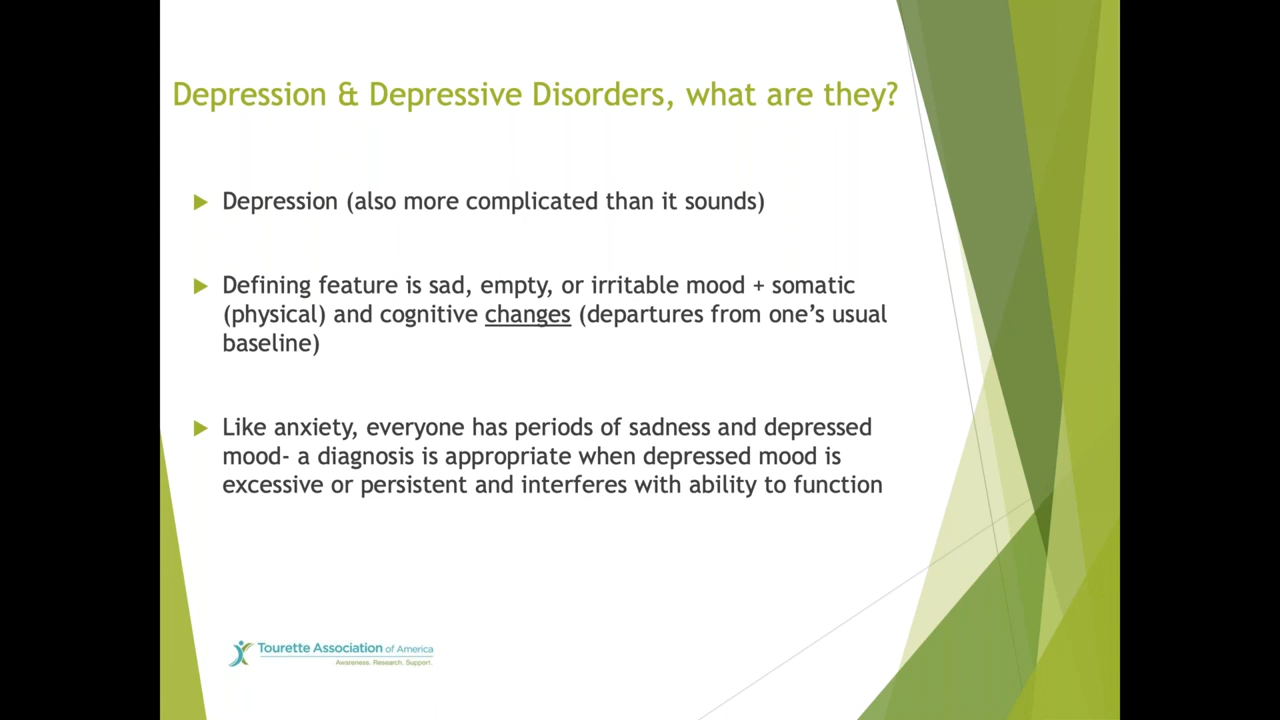 Depression & Depressive Disorders, what are they?
Depression (also more complicated than it sounds)
Defining feature is sad, empty, or irritable mood + somatic
(physical) and cognitive changes (departures from one's usual
baseline)
Like anxiety, everyone has periods of sadness and depressed
mood- a diagnosis is appropriate when depressed mood is
excessive or persistent and interferes with ability to function
Tourette Association of America
Awareness. Research. Support.